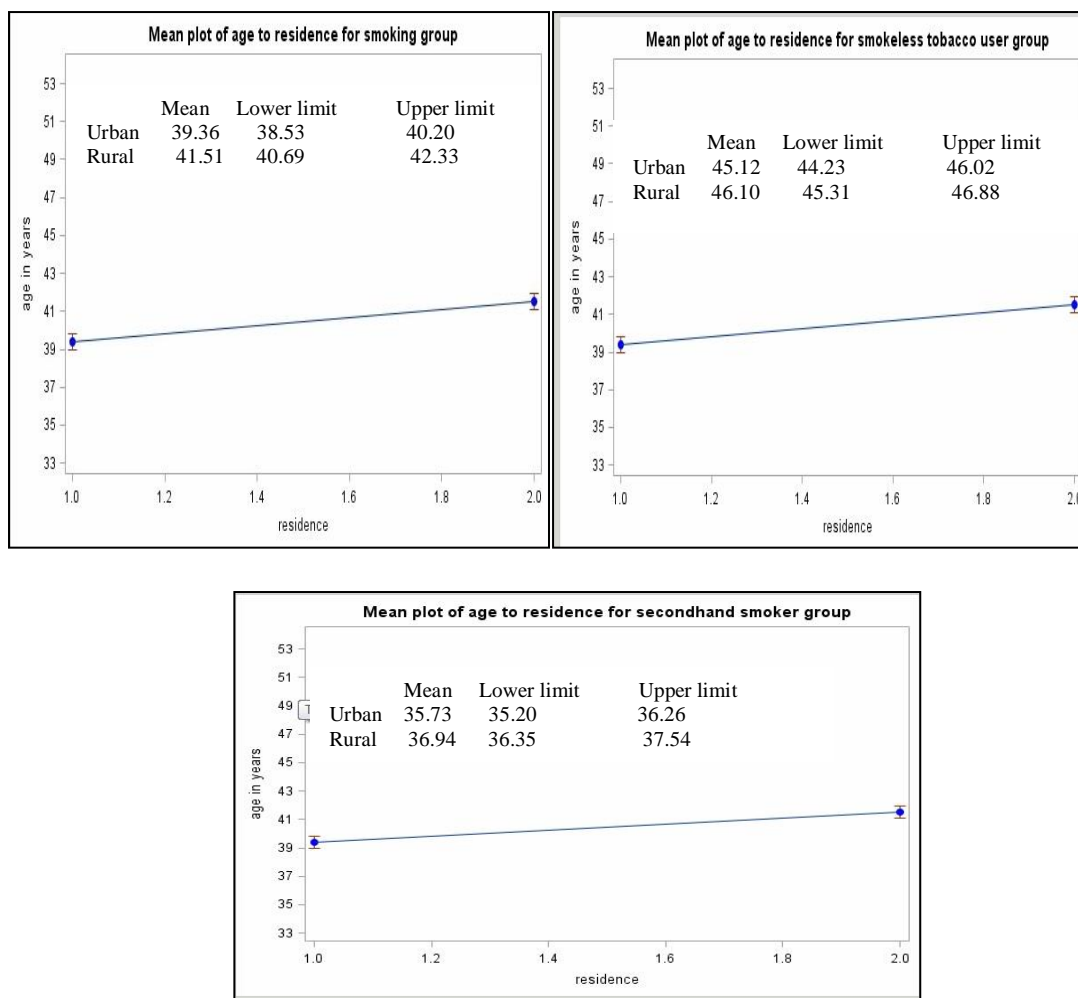 Mean plot of age to residence for smoking group
53
51
49
47
45
43
41
39
37
35
33
age in years
Mean Lower limit Upper limit
Urban 39.36 38.53 40.20
Rural 41.51 40.69 42.33
1.0 1.2 1.4 1.6 1.8 2.0
residence
Mean plot of age to residence for smokeless tobacco user group
53
51
49
47
45
43
41
39
37
35
33
age in years
Mean Lower limit Upper limit
Urban 45.12 44.23 46.02
Rural 46.10 45.31 46.88
1.0 1.2 1.4 1.6 1.8 2.0
residence
Mean plot of age to residence for secondhand smoker group
53
51
49
47
45
43
41
39
37
35
33
age in years
Mean Lower limit Upper limit
Urban 35.73 35.20 36.26
Rural 36.94 36.35 37.54
1.0 1.2 1.4 1.6 1.8 2.0
residence